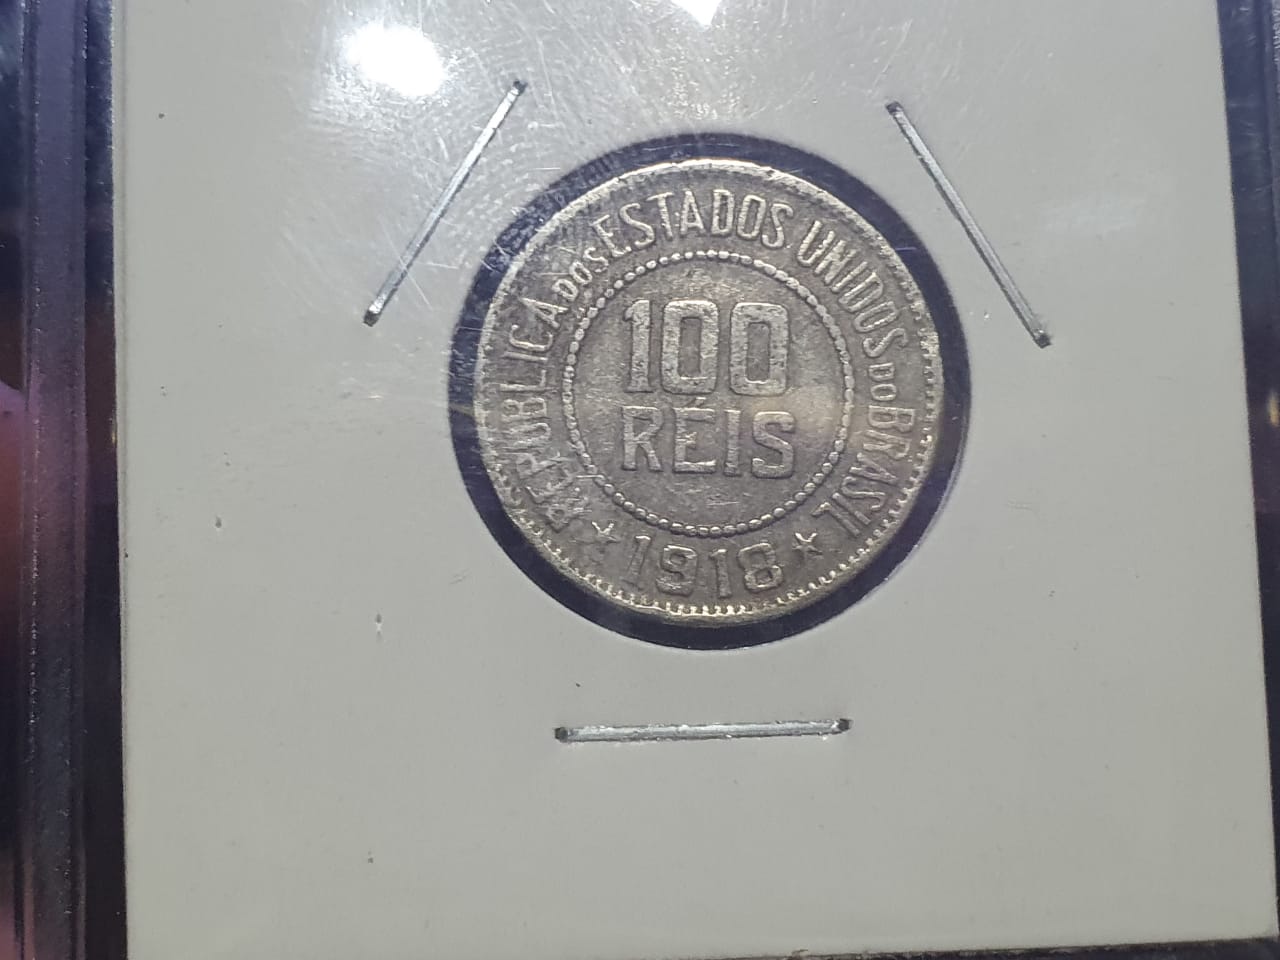 REPUBLICA DOS ESTADOS UNIDOS DO BRASIL
100
RÉIS
★ 1918 ★